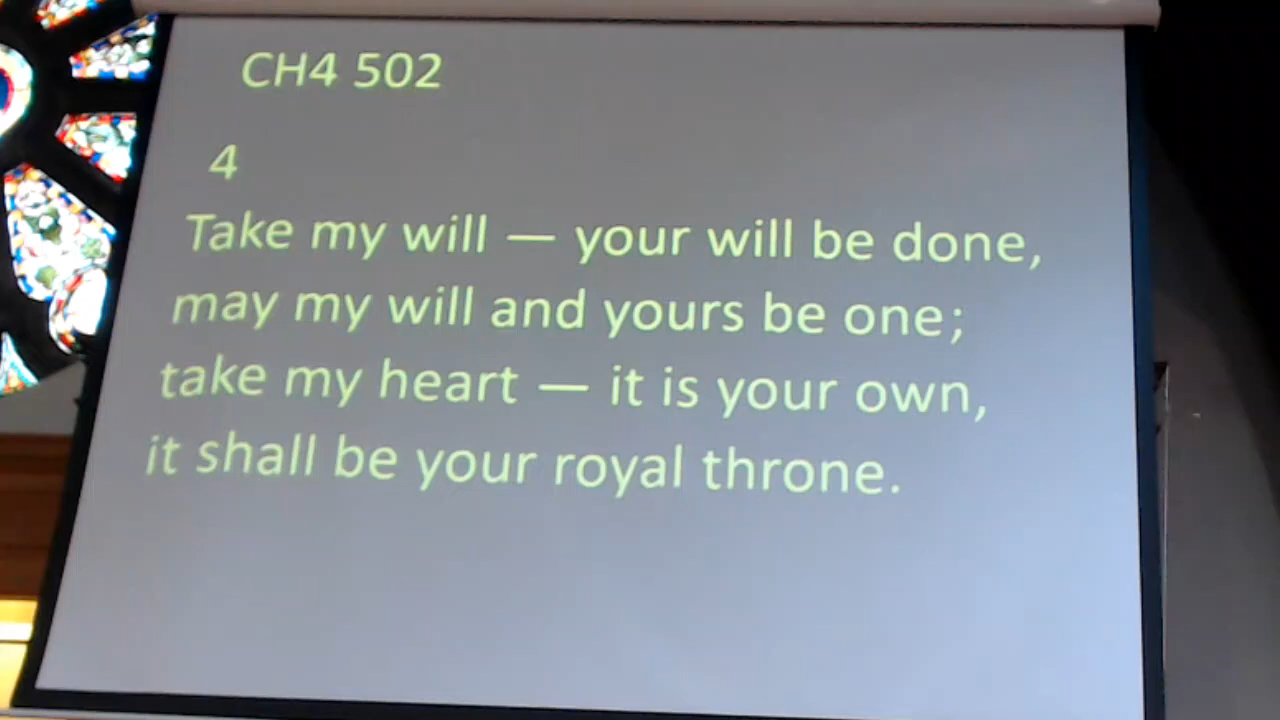 CH4 502
4
Take my will — your will be done,
may my will and yours be one;
take my heart — it is your own,
it shall be your royal throne.